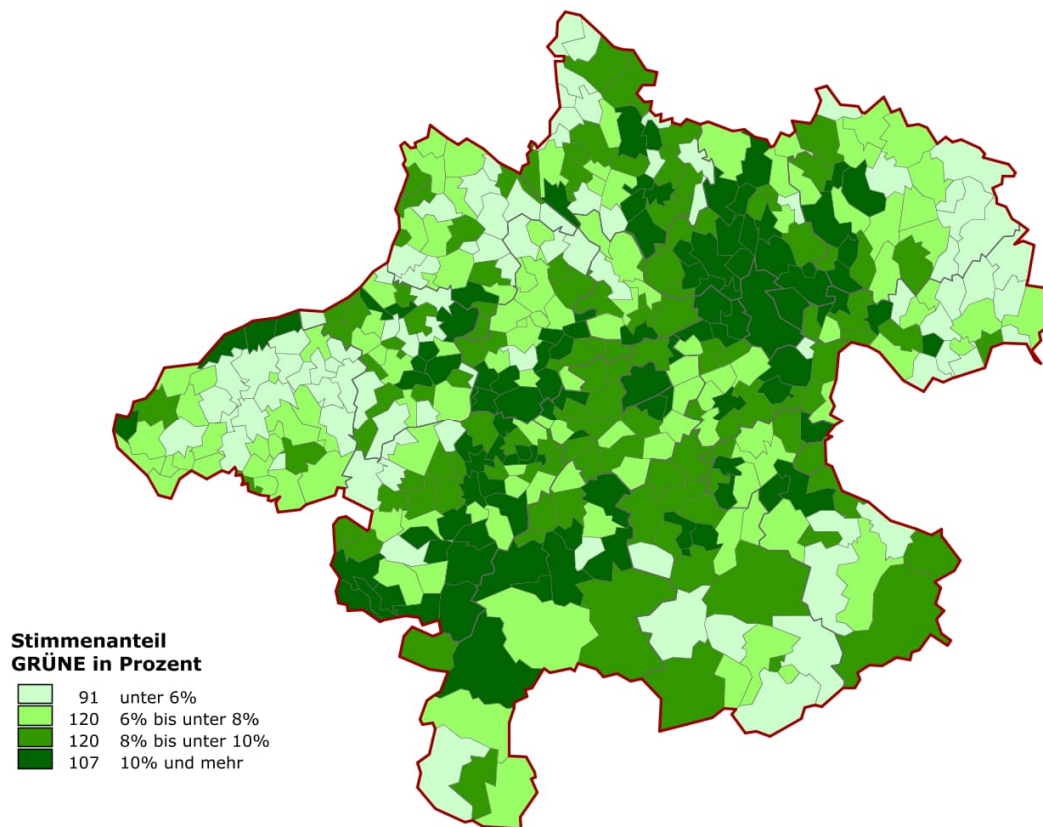 Stimmenanteil
GRÜNE in Prozent
91 unter 6%
120 6% bis unter 8%
120 8% bis unter 10%
107 10% und mehr